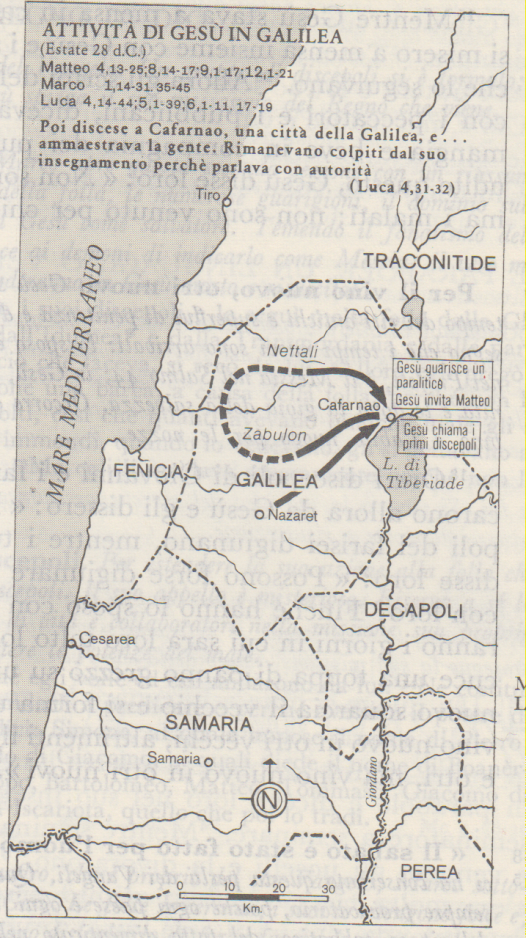 ATTIVITÀ DI GESÙ IN GALILEA
(Estate 28 d.C.)
Matteo 4,13-25;8,14-17;9,1-17;12,1-21
Marco 1,14-31.35-45
Luca 4,14-44;5,1-39;6,1-11.17-19
Poi discese a Cafarnao, una città della Galilea, .....
ammaestrava la gente. Rimanevano colpiti dal suo
insegnamento perchè parlava con autorità
(Luca 4,31-32)
Tiro
TRACONITIDE
MARE MEDITERRANEO
Neftali
Gesù guarisce un
paralitico
Gesù invita Matteo
Cafarnao
Gesù chiama i
primi discepoli
Zabulon
L. di
Tiberiade
FENICIA
GALILEA
Nazaret
DECAPOLI
Cesarea
SAMARIA
Samaria
N
Giordano
PEREA
0 10 20 30
Km.